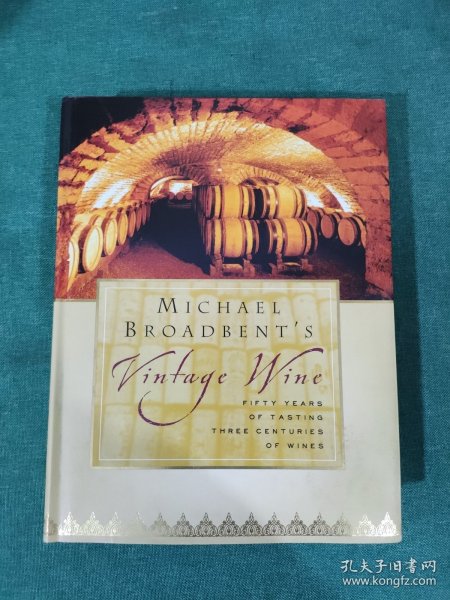 MICHAEL
BROADBENT'S
Vintage Wine
FIFTY YEARS
OF TASTING
THREE CENTURIES
OF WINES
孔夫子旧书网
www.kongfz.com